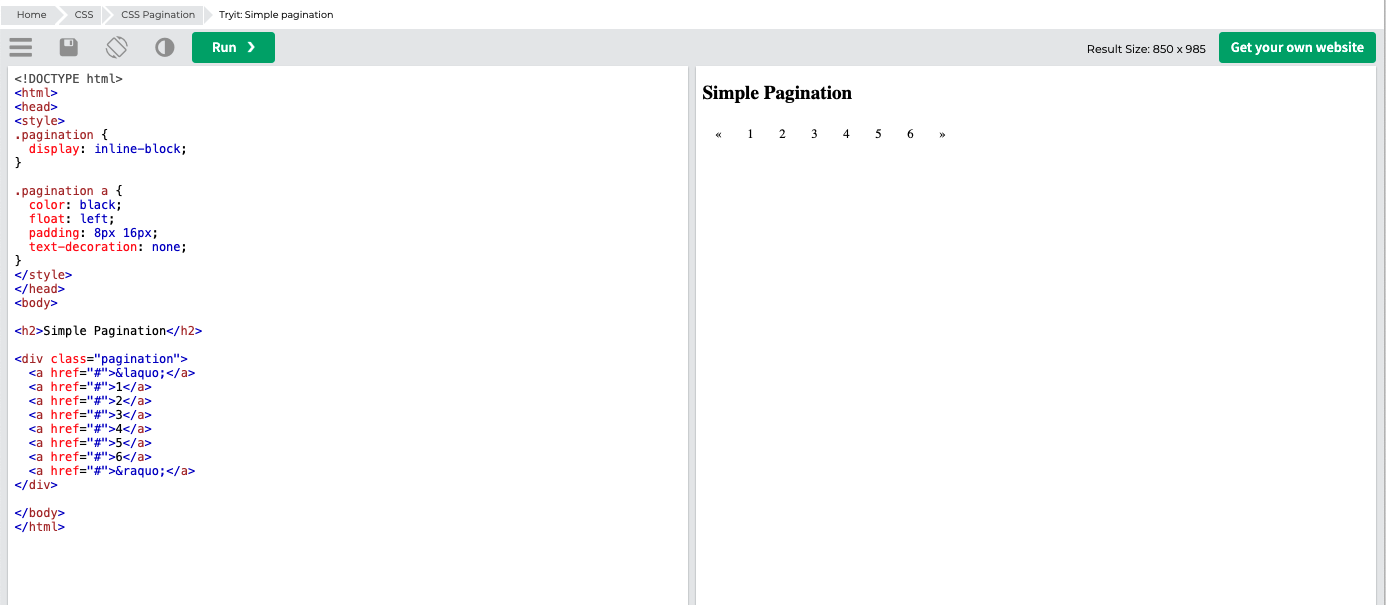 Home CSS CSS Pagination Tryit: Simple pagination
Run ❯ Result Size: 850 x 985 Get your own website
<!DOCTYPE html>
<html>
<head>
<style>
.pagination {
  display: inline-block;
}

.pagination a {
  color: black;
  float: left;
  padding: 8px 16px;
  text-decoration: none;
}
</style>
</head>
<body>

<h2>Simple Pagination</h2>

<div class="pagination">
  <a href="#">&laquo;</a>
  <a href="#">1</a>
  <a href="#">2</a>
  <a href="#">3</a>
  <a href="#">4</a>
  <a href="#">5</a>
  <a href="#">6</a>
  <a href="#">&raquo;</a>
</div>

</body>
</html>
Simple Pagination
« 1 2 3 4 5 6 »